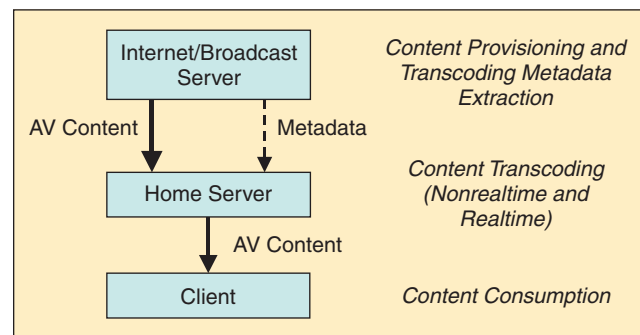 Internet/Broadcast
Server
Content Provisioning and
Transcoding Metadata
Extraction
AV Content
Metadata
Home Server
Content Transcoding
(Nonrealtime and
Realtime)
AV Content
Client
Content Consumption